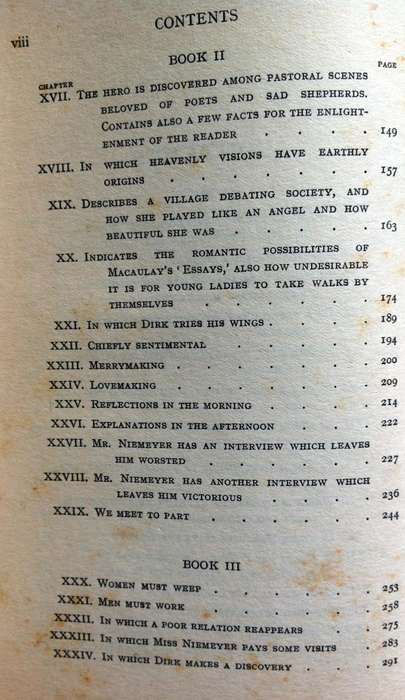 viii
CONTENTS
BOOK II
CHAPTER
PAGE
XVII. THE HERO IS DISCOVERED AMONG PASTORAL SCENES
BELOVED OF POETS AND SAD SHEPHERDS.
CONTAINS ALSO A FEW FACTS FOR THE ENLIGHT-
ENMENT OF THE READER . . . . 149
XVIII. IN WHICH HEAVENLY VISIONS HAVE EARTHLY
ORIGINS . . . . . . . 157
XIX. DESCRIBES A VILLAGE DEBATING SOCIETY, AND
HOW SHE PLAYED LIKE AN ANGEL AND HOW
BEAUTIFUL SHE WAS . . . . . 163
XX. INDICATES THE ROMANTIC POSSIBILITIES OF
MACAULAY'S 'ESSAYS,' ALSO HOW UNDESIRABLE
IT IS FOR YOUNG LADIES TO TAKE WALKS BY
THEMSELVES . . . . . . 174
XXI. IN WHICH DIRK TRIES HIS WINGS . . . . 189
XXII. CHIEFLY SENTIMENTAL . . . . . 194
XXIII. MERRYMAKING . . . . . . 200
XXIV. LOVEMAKING . . . . . . 209
XXV. REFLECTIONS IN THE MORNING . . . . 214
XXVI. EXPLANATIONS IN THE AFTERNOON . . . 222
XXVII. MR. NIEMEYER HAS AN INTERVIEW WHICH LEAVES
HIM WORSTED . . . . . . 227
XXVIII. MR. NIEMEYER HAS ANOTHER INTERVIEW WHICH
LEAVES HIM VICTORIOUS . . . . 236
XXIX. WE MEET TO PART . . . . . 244
BOOK III
XXX. WOMEN MUST WEEP . . . . . 253
XXXI. MEN MUST WORK . . . . . 258
XXXII. IN WHICH A POOR RELATION REAPPEARS . . 275
XXXIII. IN WHICH MISS NIEMEYER PAYS SOME VISITS . 283
XXXIV. IN WHICH DIRK MAKES A DISCOVERY . . . 291